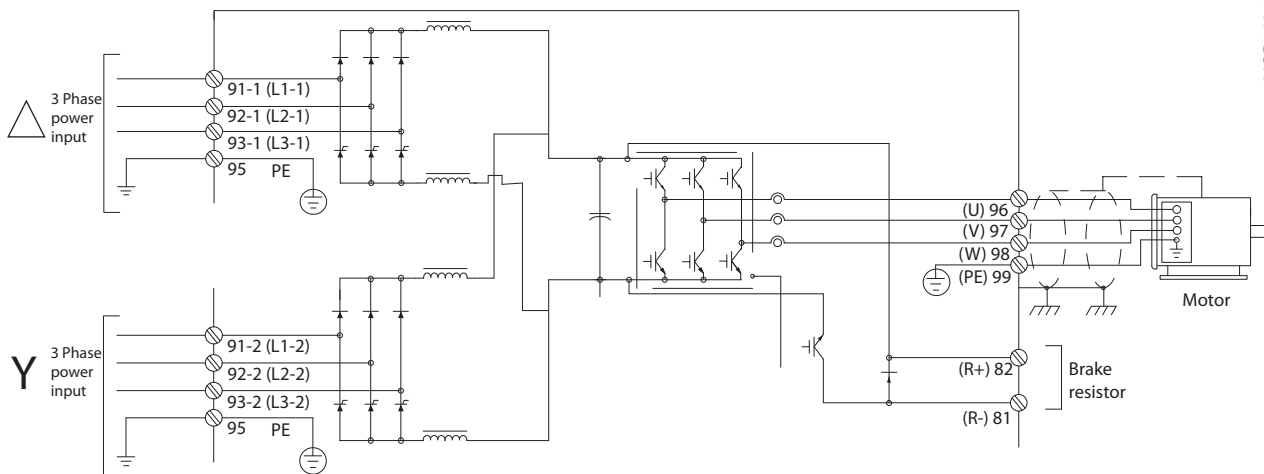 3 Phase
power
input
91-1 (L1-1)
92-1 (L2-1)
93-1 (L3-1)
95 PE
Y
3 Phase
power
input
91-2 (L1-2)
92-2 (L2-2)
93-2 (L3-2)
95 PE
(U) 96
(V) 97
(W) 98
(PE) 99
Motor
(R+) 82
Brake
resistor
(R-) 81